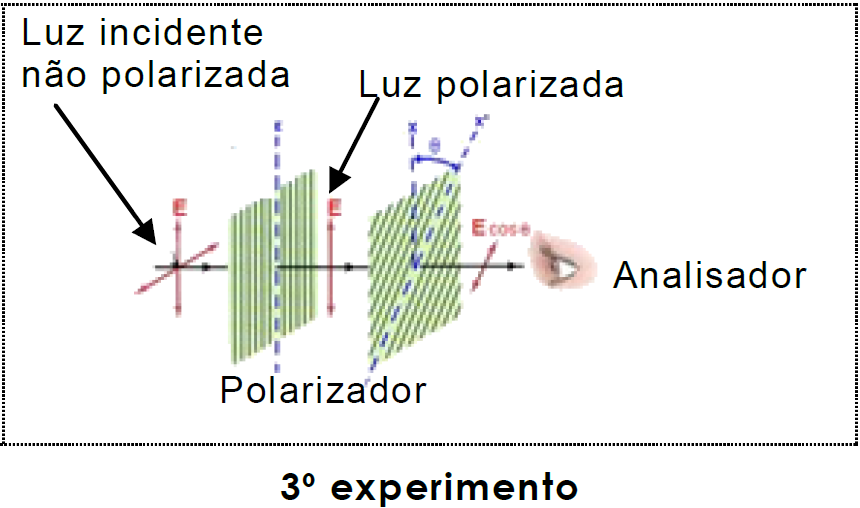 Luz incidente
não polarizada
Luz polarizada
θ
E
E
E cos θ
Analisador
Polarizador
3º experimento